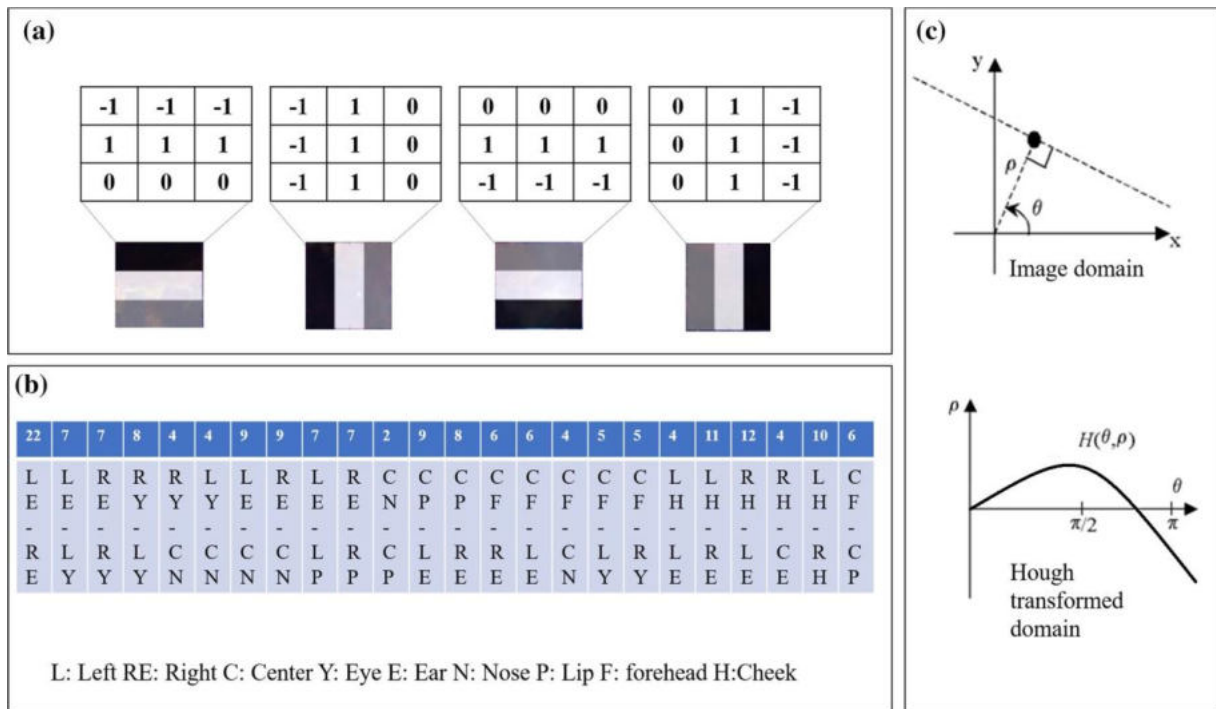 (a)
-1 -1 -1
1 1 1
0 0 0
-1 1 0
-1 1 0
-1 1 0
0 0 0
1 1 1
-1 -1 -1
0 1 -1
0 1 -1
0 1 -1
(b)
22 7 7 8 4 4 9 9 7 7 2 9 8 6 6 4 5 5 4 11 12 4 10 6
LE-RE LE-LY RE-RY RY-LY RY-CN LY-CN LE-CN RE-CN LE-LP RE-RP CN-CP CP-LE CP-RE CF-RE CF-LE CF-CN CF-LY CF-RY LH-LE LH-RE RH-LE RH-CE LH-RH CF-CP
L: Left RE: Right C: Center Y: Eye E: Ear N: Nose P: Lip F: forehead H:Cheek
(c)
y
ρ
θ
x
Image domain
ρ
H(θ,ρ)
θ
π/2
π
Hough
transformed
domain